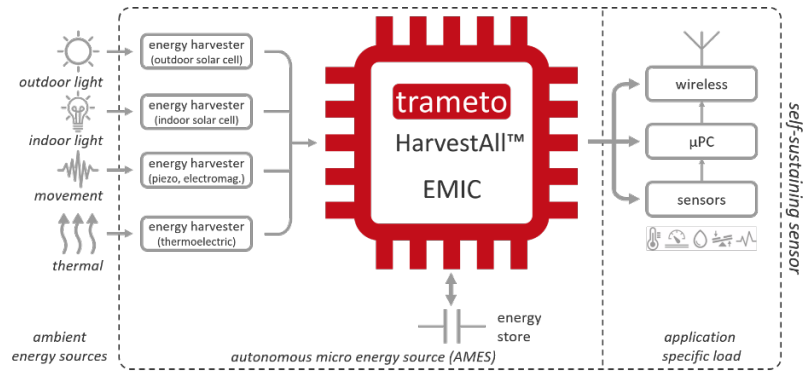 outdoor light
energy harvester
(outdoor solar cell)
indoor light
energy harvester
(indoor solar cell)
movement
energy harvester
(piezo, electromag.)
thermal
energy harvester
(thermoelectric)
trameto
HarvestAll™
EMIC
energy
store
wireless
µPC
sensors
self-sustaining sensor
ambient
energy sources
autonomous micro energy source (AMES)
application
specific load